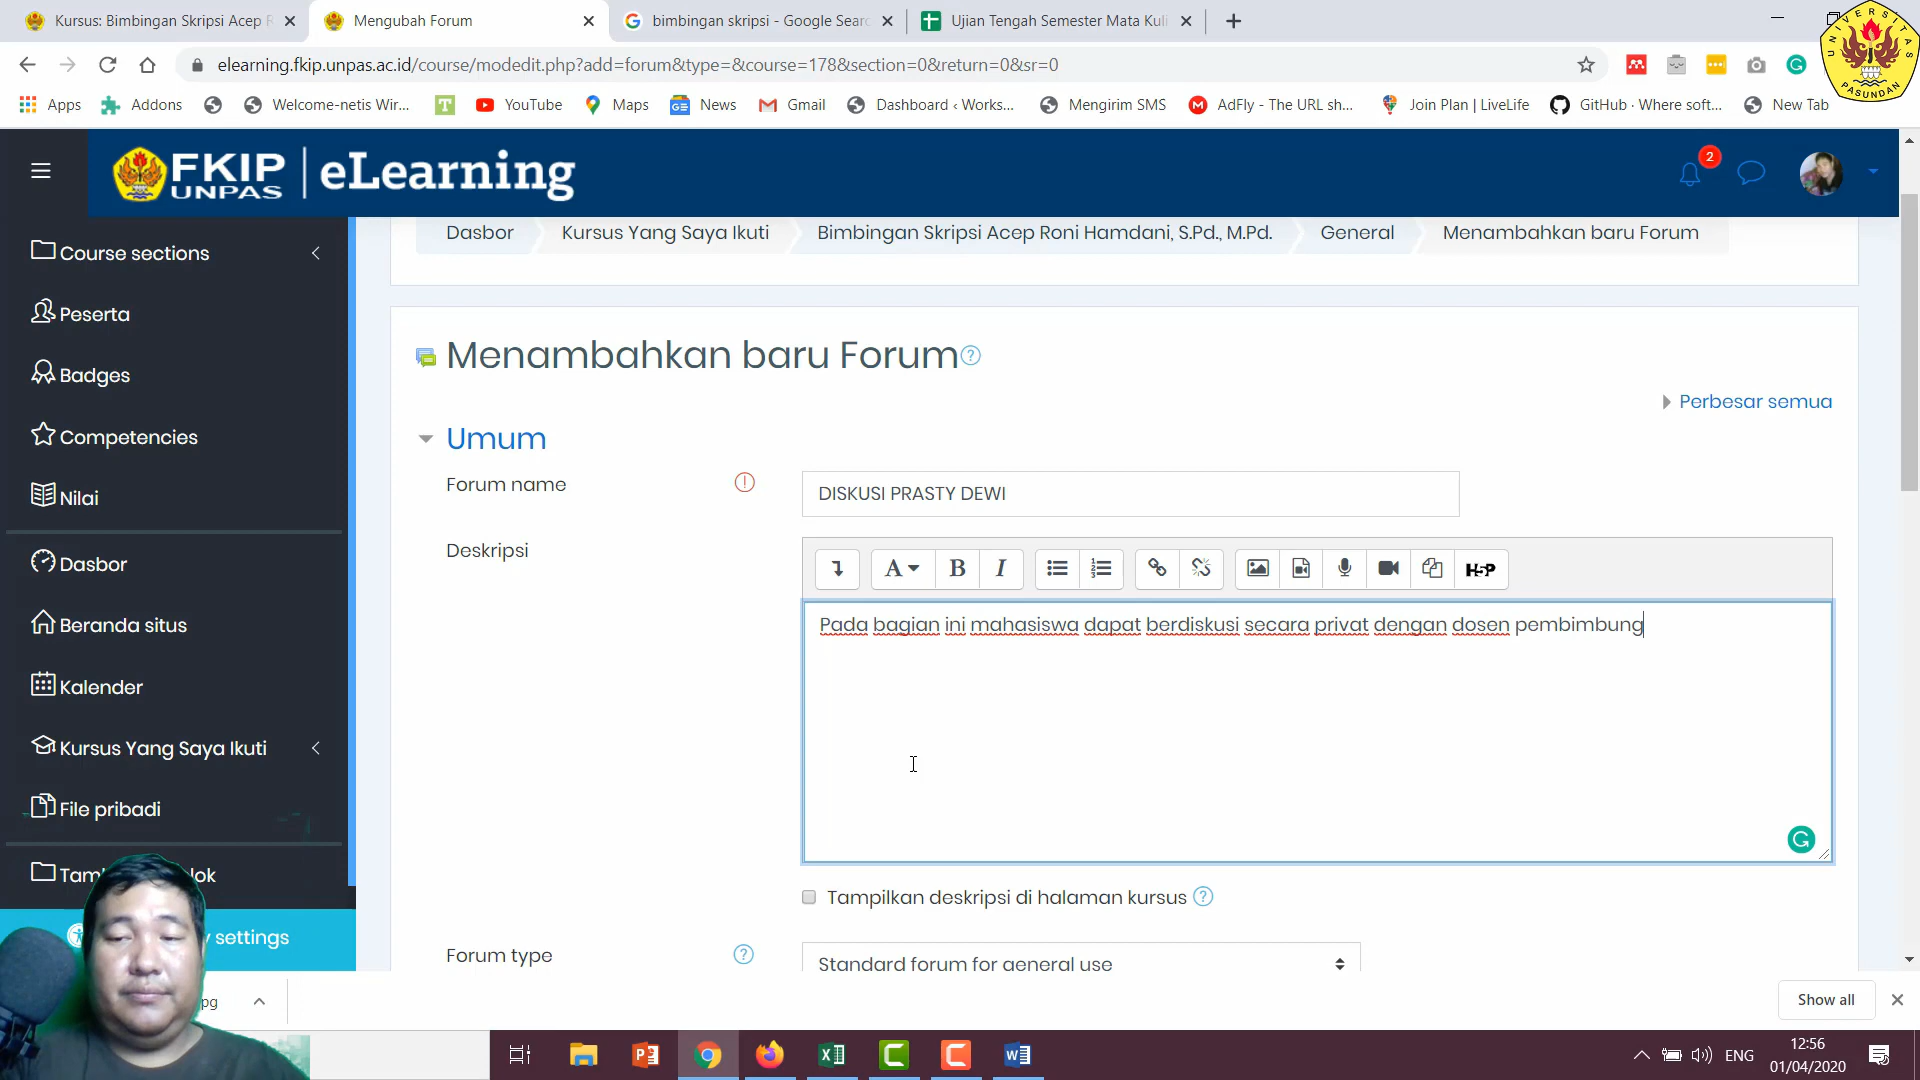 Kursus: Bimbingan Skripsi Acep R
Mengubah Forum
bimbingan skripsi - Google Sear
Ujian Tengah Semester Mata Kuli
elearning.fkip.unpas.ac.id/course/modedit.php?add=forum&type=&course=178&section=0&return=0&sr=0
UNIVERSITAS
PASUNDAN
Apps
Addons
Welcome-netis Wir...
YouTube
Maps
News
Gmail
Dashboard ‹ Works...
Mengirim SMS
AdFly - The URL sh...
Join Plan | LiveLife
GitHub · Where soft...
New Tab
FKIP
UNPAS
eLearning
2
Course sections
Peserta
Badges
Competencies
Nilai
Dasbor
Beranda situs
Kalender
Kursus Yang Saya Ikuti
File pribadi
Tam
lok
y settings
Dasbor
Kursus Yang Saya Ikuti
Bimbingan Skripsi Acep Roni Hamdani, S.Pd., M.Pd.
General
Menambahkan baru Forum
Menambahkan baru Forum
Perbesar semua
Umum
Forum name
DISKUSI PRASTY DEWI
Deskripsi
A B I
H5P
Pada bagian ini mahasiswa dapat berdiskusi secara privat dengan dosen pembimbung
Tampilkan deskripsi di halaman kursus
Forum type
Standard forum for general use
pg
Show all
ENG
12:56
01/04/2020